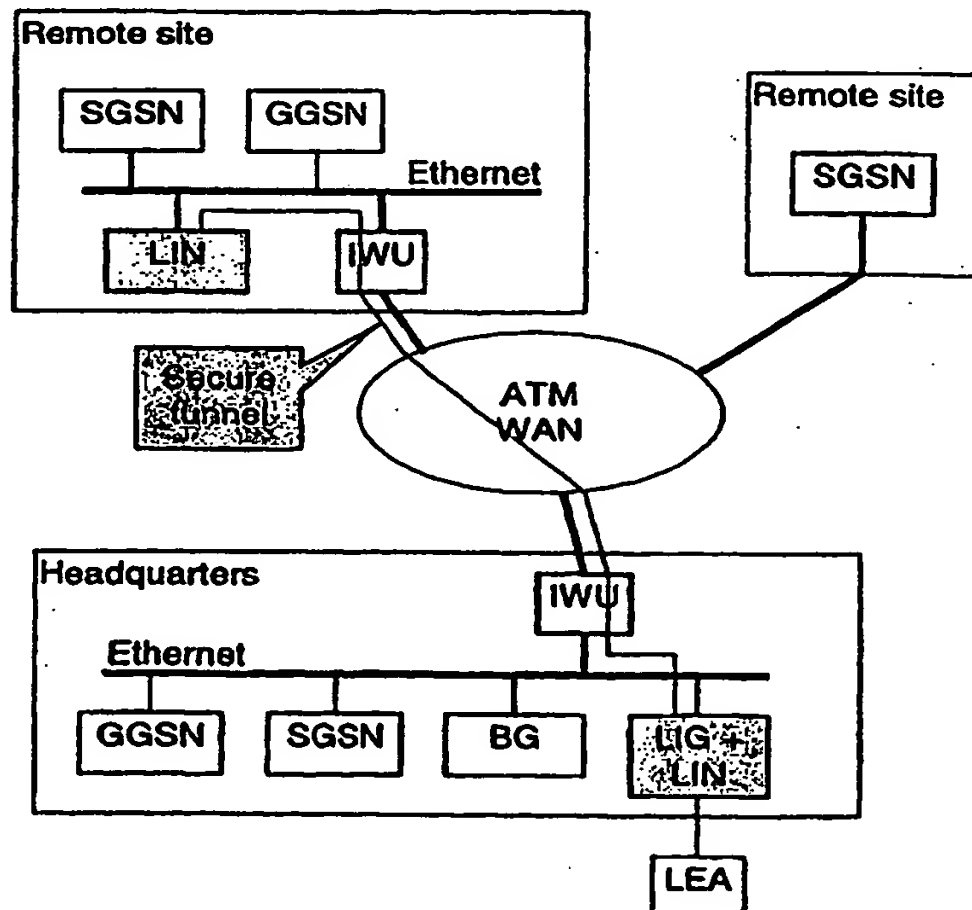 Remote site
SGSN
GGSN
Ethernet
LIN
IWU
Remote site
SGSN
Secure
tunnel
ATM
WAN
Headquarters
IWU
Ethernet
GGSN
SGSN
BG
LIG +
LIN
LEA